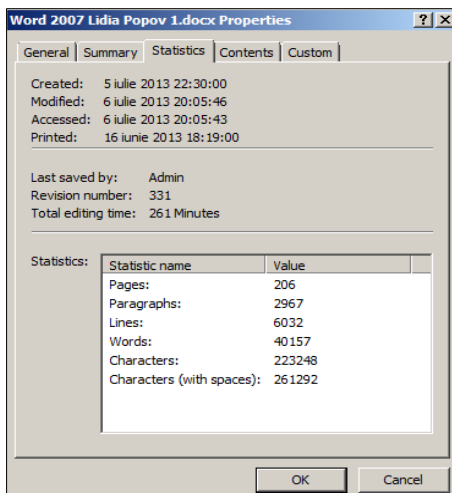 Word 2007 Lidia Popov 1.docx Properties ? x
General Summary Statistics Contents Custom
Created: 5 iulie 2013 22:30:00
Modified: 6 iulie 2013 20:05:46
Accessed: 6 iulie 2013 20:05:43
Printed: 16 iunie 2013 18:19:00
Last saved by: Admin
Revision number: 331
Total editing time: 261 Minutes
Statistics: Statistic name Value
Pages: 206
Paragraphs: 2967
Lines: 6032
Words: 40157
Characters: 223248
Characters (with spaces): 261292
OK Cancel